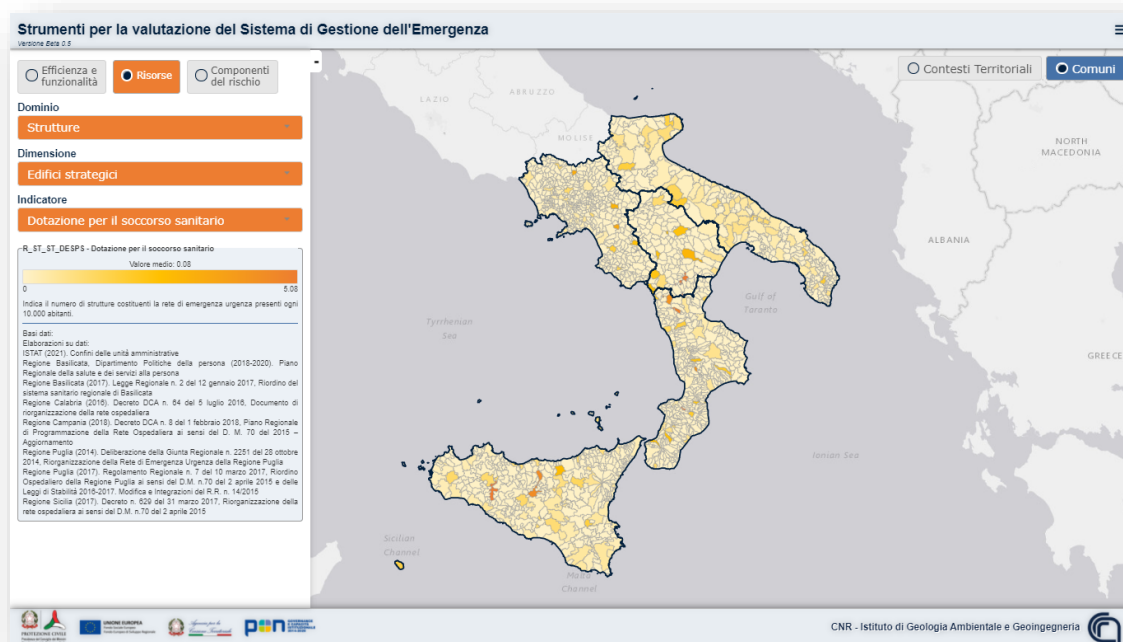 Strumenti per la valutazione del Sistema di Gestione dell'Emergenza
Versione Beta 0.5
Efficienza e
funzionalità
Risorse
Componenti
del rischio
-
Contesti Territoriali
Comuni
Dominio
Strutture
Dimensione
Edifici strategici
Indicatore
Dotazione per il soccorso sanitario
R_ST_ST_DESPS - Dotazione per il soccorso sanitario
Valore medio: 0.08
0
5.08
Indica il numero di strutture costituenti la rete di emergenza urgenza presenti ogni
10.000 abitanti.
Basi dati:
Elaborazioni su dati:
ISTAT (2021). Confini delle unità amministrative
Regione Basilicata, Dipartimento Politiche della persona (2018-2020). Piano
Regionale della salute e dei servizi alla persona
Regione Basilicata (2017). Legge Regionale n. 2 del 12 gennaio 2017, Riordino del
sistema sanitario regionale di Basilicata
Regione Calabria (2016). Decreto DCA n. 64 del 5 luglio 2016, Documento di
riorganizzazione della rete ospedaliera
Regione Campania (2018). Decreto DCA n. 8 del 1 febbraio 2018, Piano Regionale
di Programmazione della Rete Ospedaliera ai sensi del D. M. 70 del 2015 –
Aggiornamento
Regione Puglia (2014). Deliberazione della Giunta Regionale n. 2251 del 28 ottobre
2014, Riorganizzazione della Rete di Emergenza Urgenza della Regione Puglia
Regione Puglia (2017). Regolamento Regionale n. 7 del 10 marzo 2017, Riordino
Ospedaliero della Regione Puglia ai sensi del D.M. n.70 del 2 aprile 2015 e delle
Leggi di Stabilità 2016-2017. Modifica e Integrazioni del R.R. n. 14/2015
Regione Sicilia (2017). Decreto n. 629 del 31 marzo 2017, Riorganizzazione della
rete ospedaliera ai sensi del D.M. n.70 del 2 aprile 2015
LAZIO
ABRUZZO
MOLISE
NORTH
MACEDONIA
ALBANIA
GREECE
Gulf of
Taranto
Tyrrhenian
Sea
Ionian Sea
Sicilian
Channel
Malta
Channel
PROTEZIONE CIVILE
UNIONE EUROPEA
pon
CNR - Istituto di Geologia Ambientale e Geoingegneria